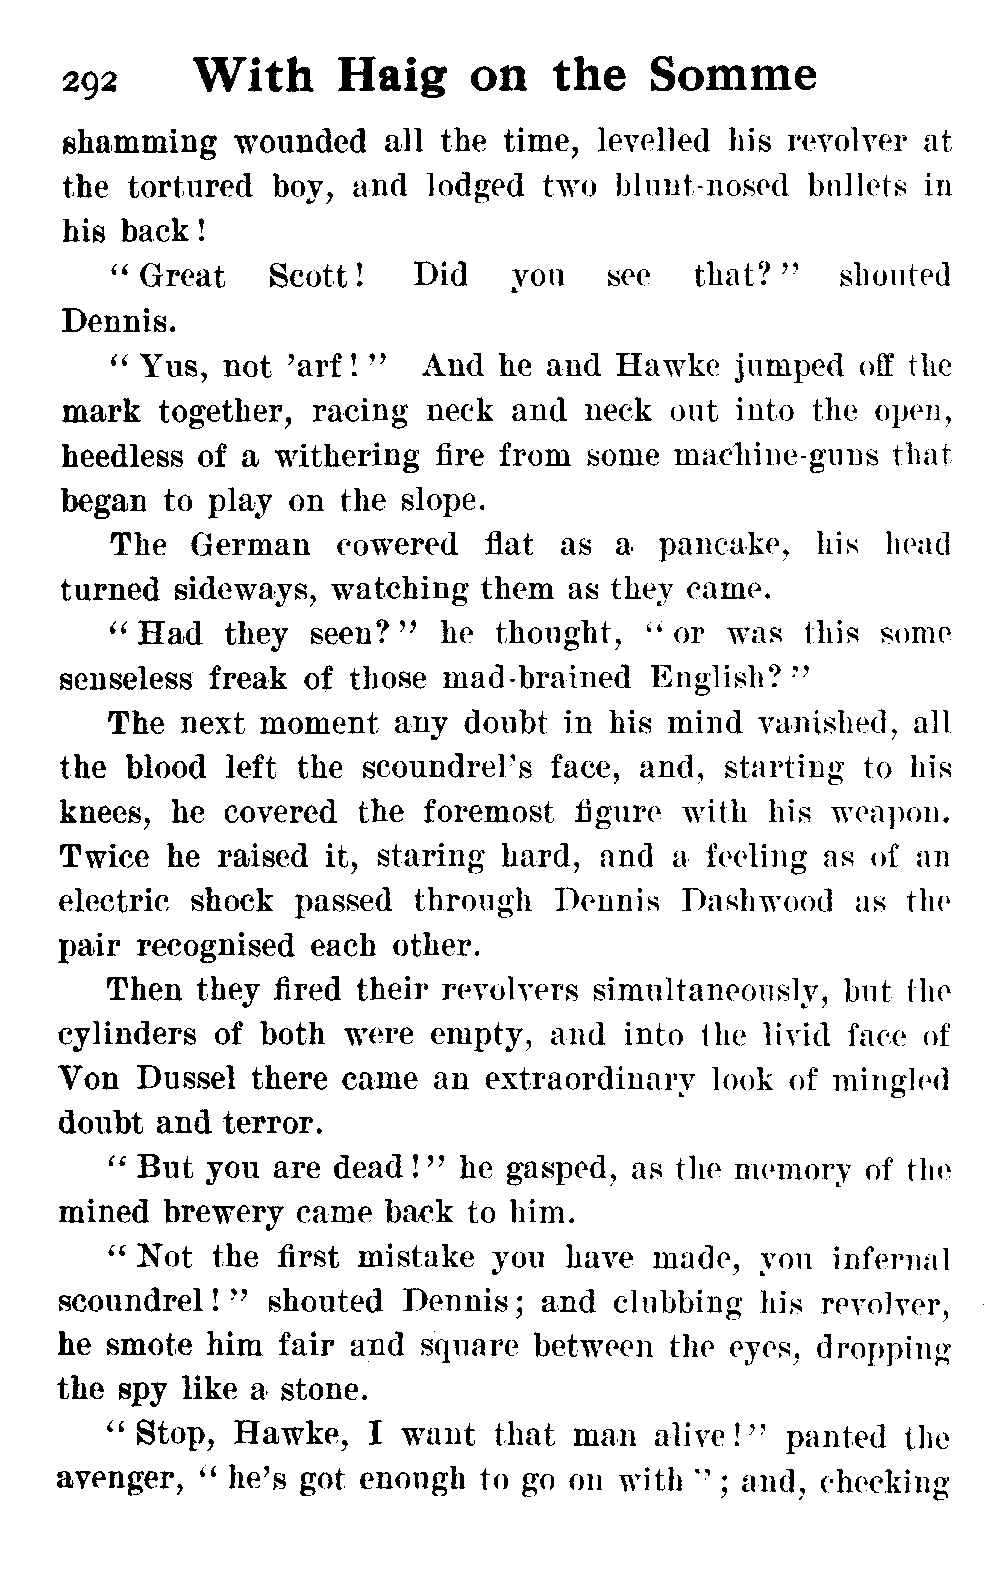 292 With Haig on the Somme
shamming wounded all the time, levelled his revolver at
the tortured boy, and lodged two blunt-nosed bullets in
his back!
“ Great Scott! Did you see that? ” shouted
Dennis.
“ Yus, not ’arf! ” And he and Hawke jumped off the
mark together, racing neck and neck out into the open,
heedless of a withering fire from some machine-guns that
began to play on the slope.
The German cowered flat as a pancake, his head
turned sideways, watching them as they came.
“ Had they seen? ” he thought, “ or was this some
senseless freak of those mad-brained English? ”
The next moment any doubt in his mind vanished, all
the blood left the scoundrel’s face, and, starting to his
knees, he covered the foremost figure with his weapon.
Twice he raised it, staring hard, and a feeling as of an
electric shock passed through Dennis Dashwood as the
pair recognised each other.
Then they fired their revolvers simultaneously, but the
cylinders of both were empty, and into the livid face of
Von Dussel there came an extraordinary look of mingled
doubt and terror.
“ But you are dead! ” he gasped, as the memory of the
mined brewery came back to him.
“ Not the first mistake you have made, you infernal
scoundrel! ” shouted Dennis; and clubbing his revolver,
he smote him fair and square between the eyes, dropping
the spy like a stone.
“ Stop, Hawke, I want that man alive! ” panted the
avenger, “ he’s got enough to go on with ” ; and, checking